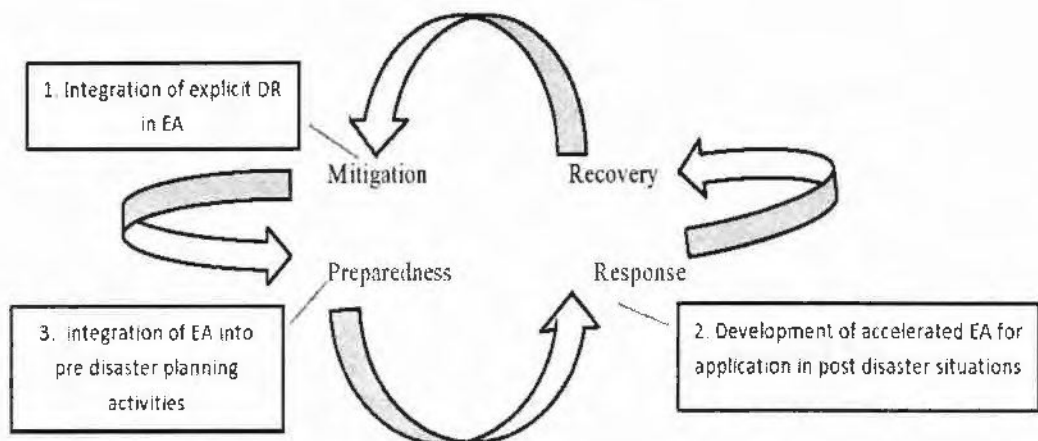 1. Integration of explicit DR
in EA
Mitigation
Recovery
Preparedness
Response
3. Integration of EA into
pre disaster planning
activities
2. Development of accelerated EA for
application in post disaster situations